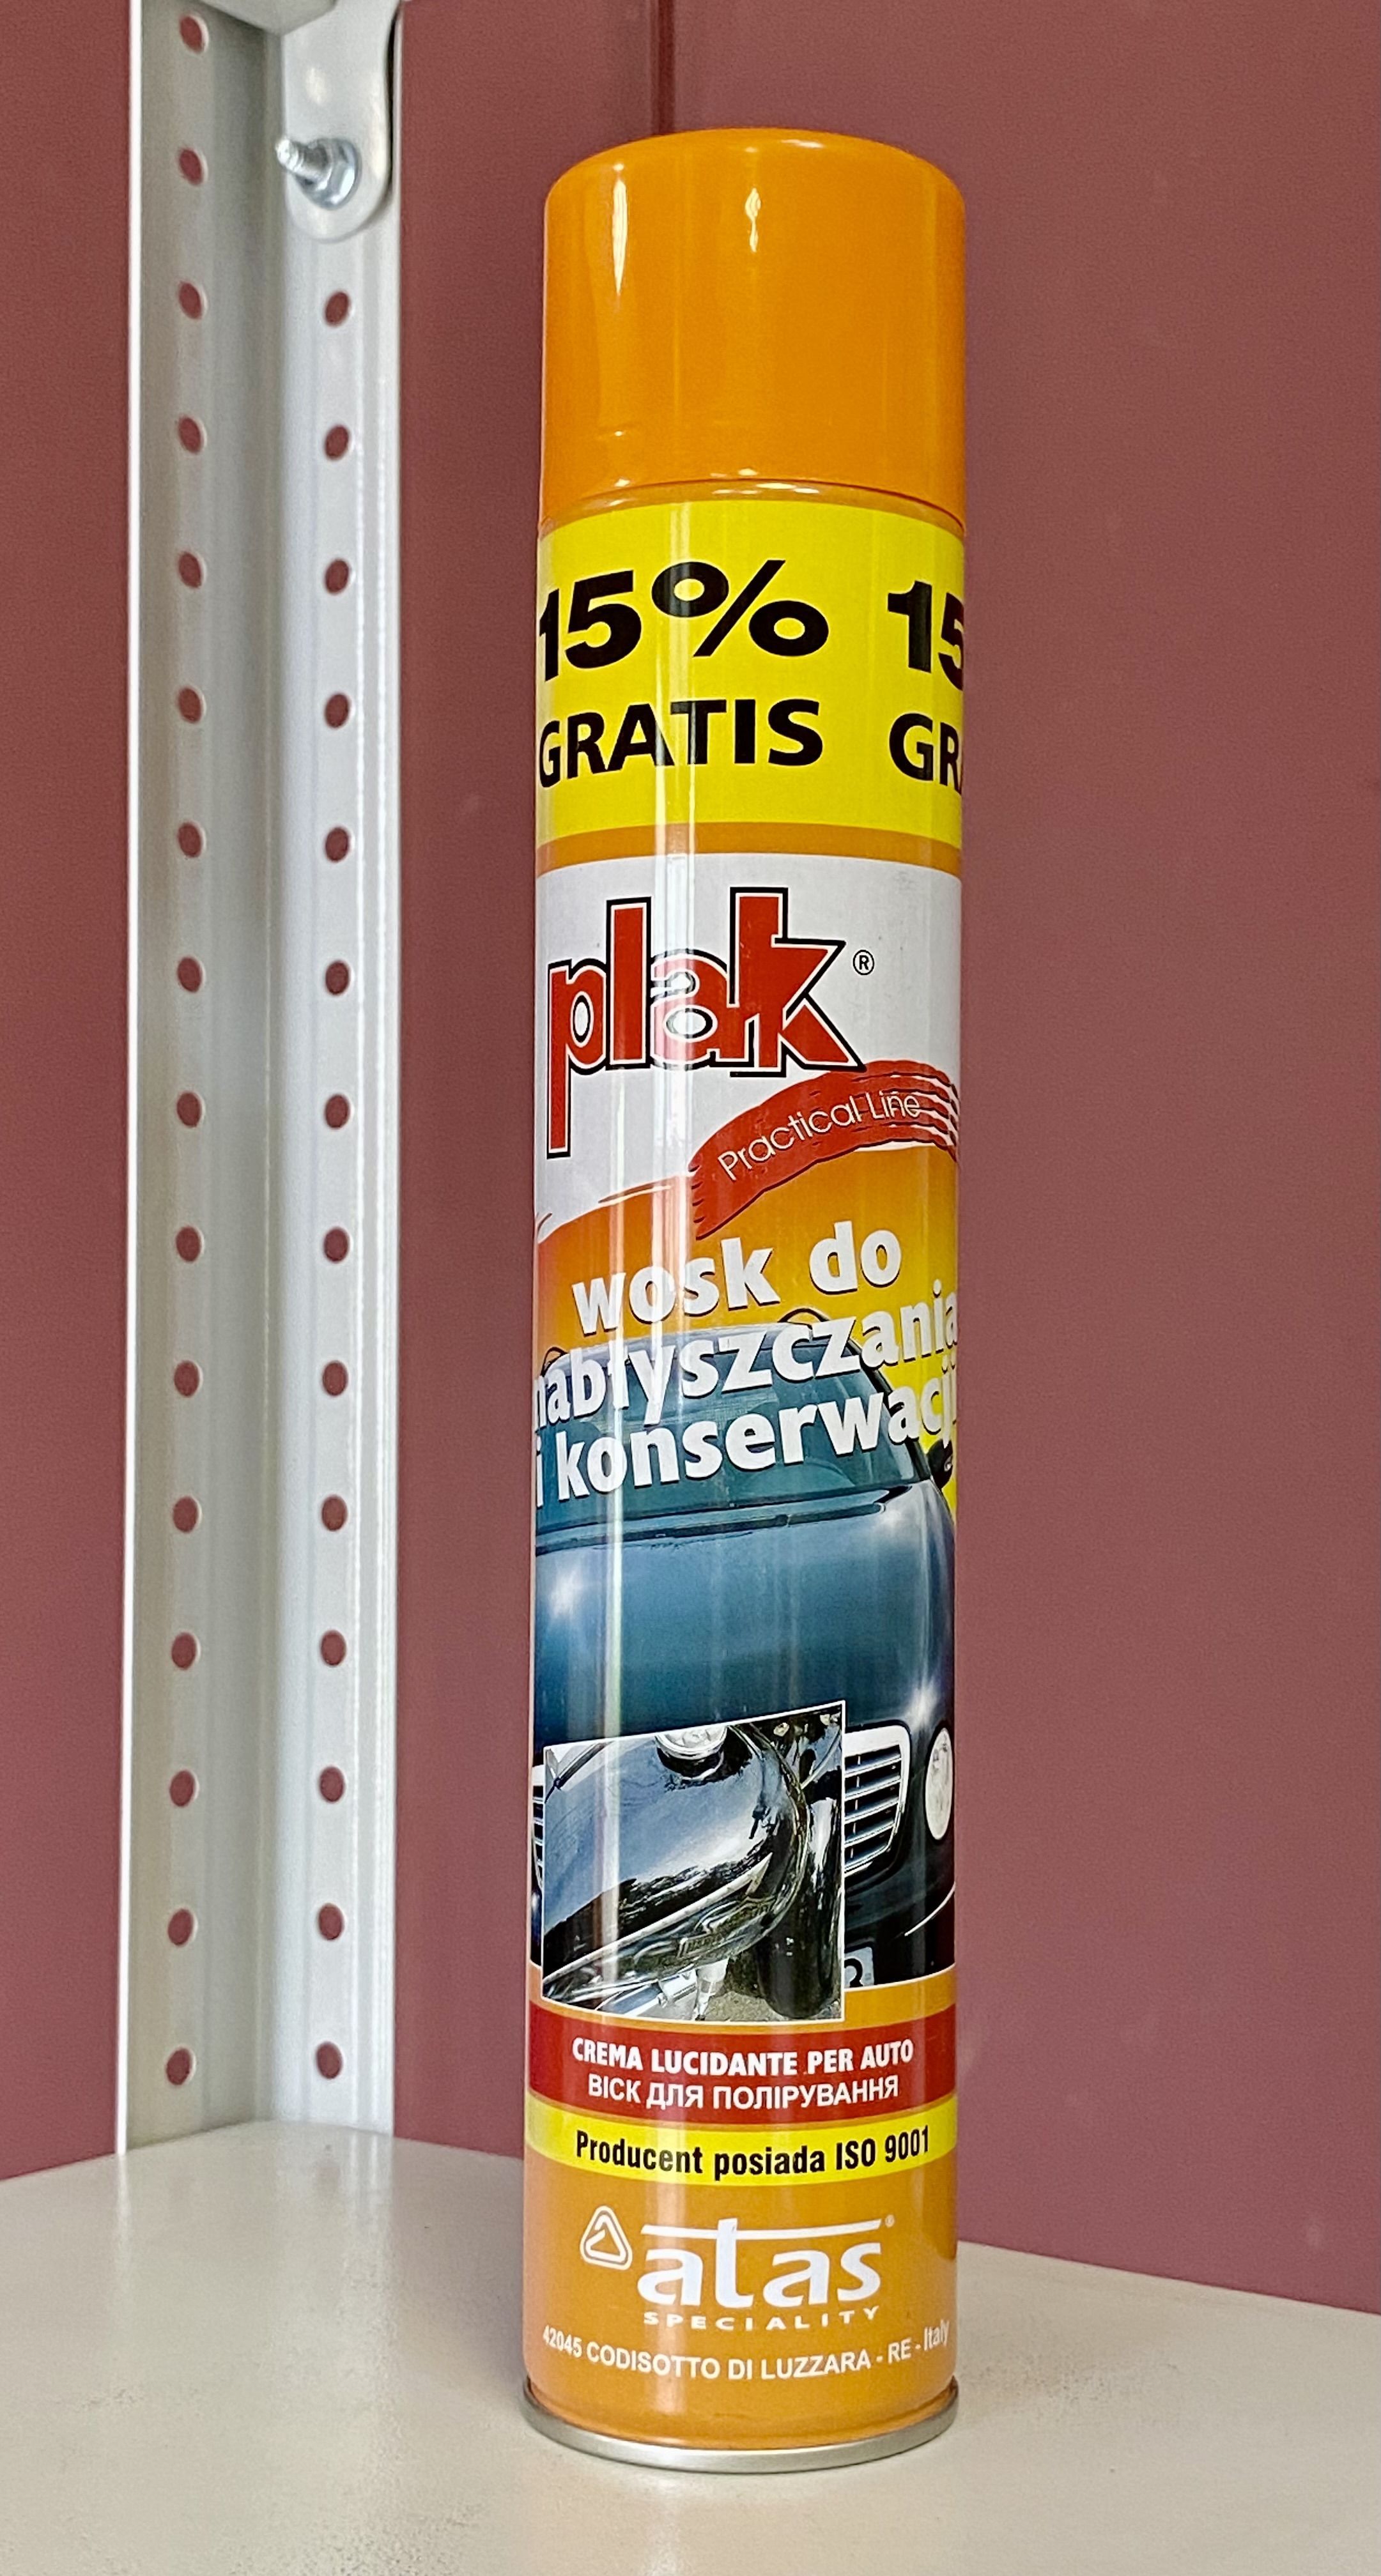 15% 15
GRATIS GRA
plak®
Practical Line
wosk do
nabłyszczania
i konserwacji
CREMA LUCIDANTE PER AUTO
ВІСК ДЛЯ ПОЛІРУВАННЯ
Producent posiada ISO 9001
atas®
SPECIALITY
42045 CODISOTTO DI LUZZARA - RE - Italy